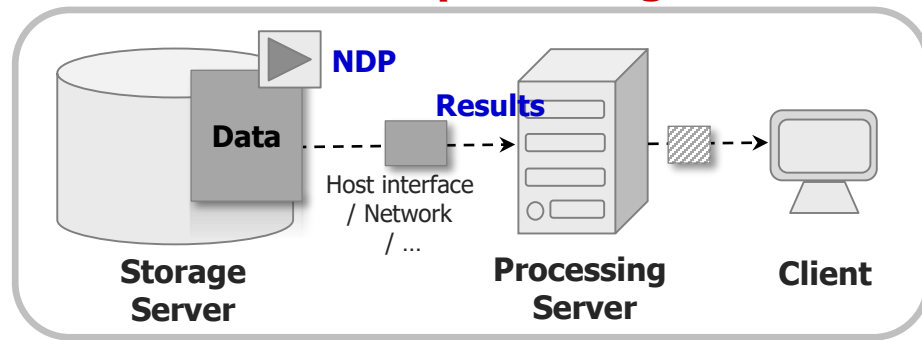 NDP
Results
Data
Host interface
/ Network
/ ...
Storage
Server
Processing
Server
Client